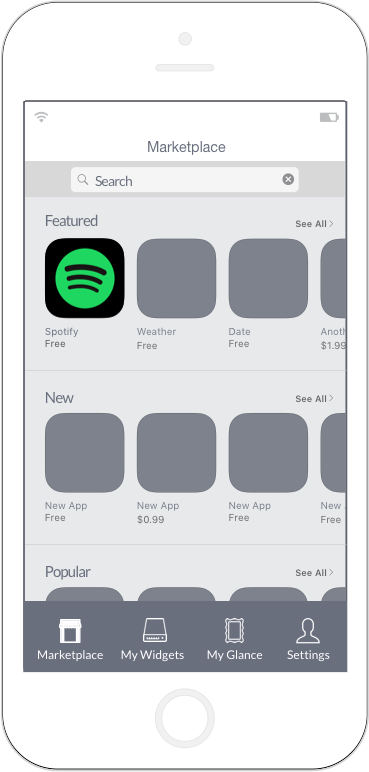 Marketplace
Search
Featured
See All >
Spotify
Free
Weather
Free
Date
Free
Anoth
$1.99
New
See All >
New App
Free
New App
$0.99
New App
Free
New
Free
Popular
See All >
Marketplace
My Widgets
My Glance
Settings